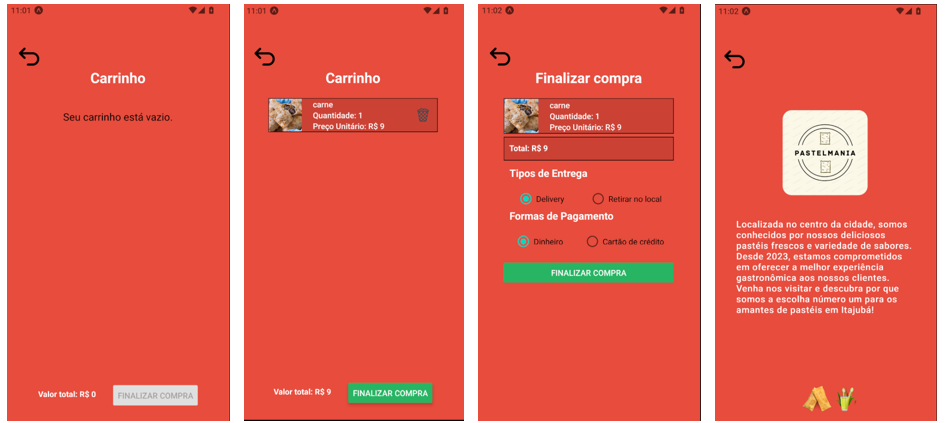 11:01
Carrinho
Seu carrinho está vazio.
Valor total: R$ 0
FINALIZAR COMPRA
11:01
Carrinho
carne
Quantidade: 1
Preço Unitário: R$ 9
Valor total: R$ 9
FINALIZAR COMPRA
11:02
Finalizar compra
carne
Quantidade: 1
Preço Unitário: R$ 9
Total: R$ 9
Tipos de Entrega
Delivery
Retirar no local
Formas de Pagamento
Dinheiro
Cartão de crédito
FINALIZAR COMPRA
11:02
PASTELMANIA
Localizada no centro da cidade, somos
conhecidos por nossos deliciosos
pastéis frescos e variedade de sabores.
Desde 2023, estamos comprometidos
em oferecer a melhor experiência
gastronômica aos nossos clientes.
Venha nos visitar e descubra por que
somos a escolha número um para os
amantes de pastéis em Itajubá!